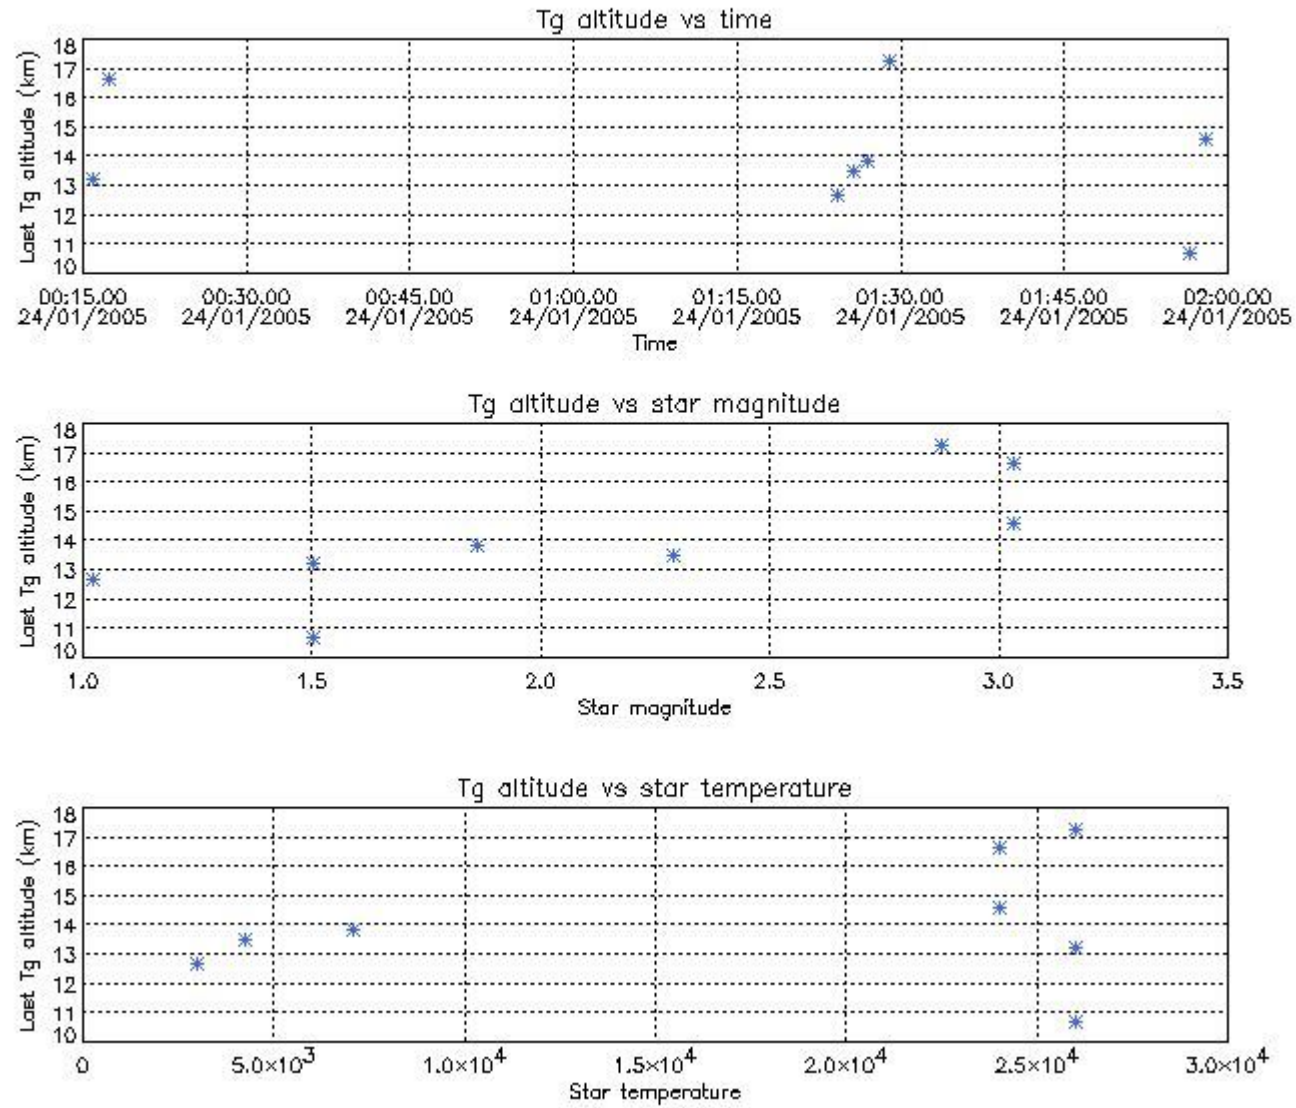 Tg altitude vs time
Last Tg altitude (km)
18
17
16
15
14
13
12
11
10
00:15.00 00:30.00 00:45.00 01:00.00 01:15.00 01:30.00 01:45.00 02:00.00
24/01/2005 24/01/2005 24/01/2005 24/01/2005 24/01/2005 24/01/2005 24/01/2005 24/01/2005
Time
Tg altitude vs star magnitude
Last Tg altitude (km)
18
17
16
15
14
13
12
11
10
1.0 1.5 2.0 2.5 3.0 3.5
Star magnitude
Tg altitude vs star temperature
Last Tg altitude (km)
18
17
16
15
14
13
12
11
10
0 5.0×10³ 1.0×10⁴ 1.5×10⁴ 2.0×10⁴ 2.5×10⁴ 3.0×10⁴
Star temperature